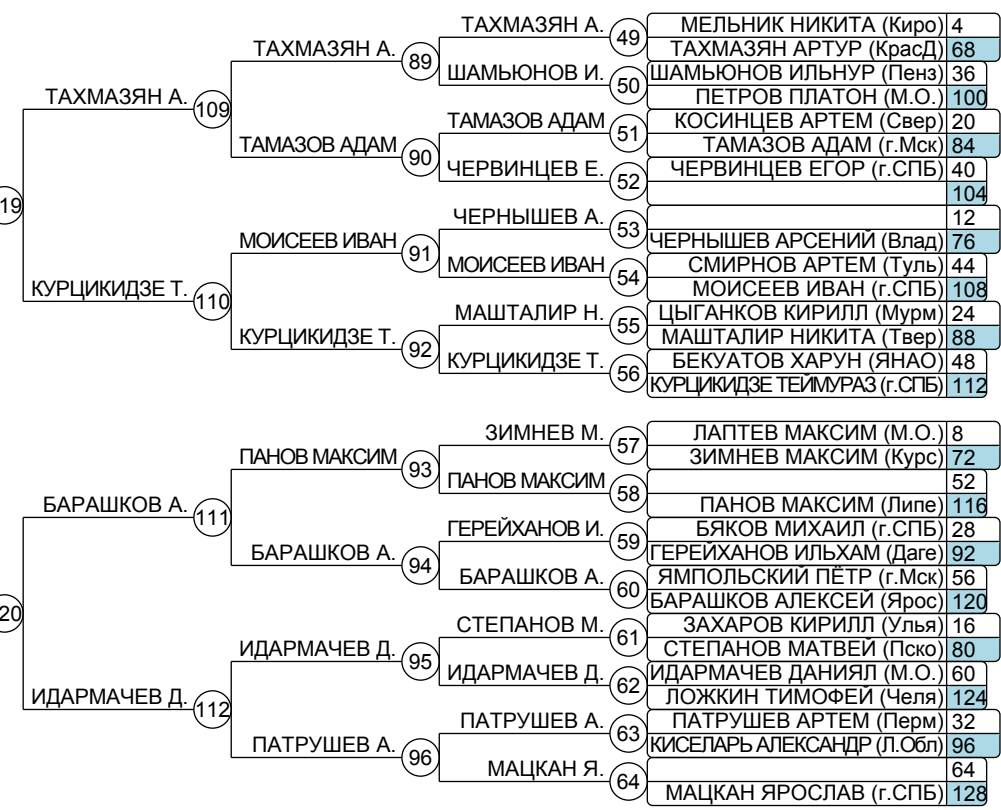 ТАХМАЗЯН А. 49 МЕЛЬНИК НИКИТА (Киро) 4
ТАХМАЗЯН А. 89 ТАХМАЗЯН АРТУР (КрасД) 68
ШАМЬЮНОВ И. 50 ШАМЬЮНОВ ИЛЬНУР (Пенз) 36
ТАХМАЗЯН А. 109 ПЕТРОВ ПЛАТОН (М.О.) 100
ТАМАЗОВ АДАМ 51 КОСИНЦЕВ АРТЕМ (Свер) 20
ТАМАЗОВ АДАМ 90 ТАМАЗОВ АДАМ (г.Мск) 84
ЧЕРВИНЦЕВ Е. 52 ЧЕРВИНЦЕВ ЕГОР (г.СПБ) 40
19 104
ЧЕРНЫШЕВ А. 53 12
МОИСЕЕВ ИВАН 91 ЧЕРНЫШЕВ АРСЕНИЙ (Влад) 76
МОИСЕЕВ ИВАН 54 СМИРНОВ АРТЕМ (Туль) 44
КУРЦИКИДЗЕ Т. 110 МОИСЕЕВ ИВАН (г.СПБ) 108
МАШТАЛИР Н. 55 ЦЫГАНКОВ КИРИЛЛ (Мурм) 24
КУРЦИКИДЗЕ Т. 92 МАШТАЛИР НИКИТА (Твер) 88
КУРЦИКИДЗЕ Т. 56 БЕКУАТОВ ХАРУН (ЯНАО) 48
КУРЦИКИДЗЕ ТЕЙМУРАЗ (г.СПБ) 112
ЗИМНЕВ М. 57 ЛАПТЕВ МАКСИМ (М.О.) 8
ПАНОВ МАКСИМ 93 ЗИМНЕВ МАКСИМ (Курс) 72
ПАНОВ МАКСИМ 58 52
БАРАШКОВ А. 111 ПАНОВ МАКСИМ (Липе) 116
ГЕРЕЙХАНОВ И. 59 БЯКОВ МИХАИЛ (г.СПБ) 28
БАРАШКОВ А. 94 ГЕРЕЙХАНОВ ИЛЬХАМ (Даге) 92
БАРАШКОВ А. 60 ЯМПОЛЬСКИЙ ПЁТР (г.Мск) 56
20 БАРАШКОВ АЛЕКСЕЙ (Ярос) 120
СТЕПАНОВ М. 61 ЗАХАРОВ КИРИЛЛ (Улья) 16
ИДАРМАЧЕВ Д. 95 СТЕПАНОВ МАТВЕЙ (Пско) 80
ИДАРМАЧЕВ Д. 62 ИДАРМАЧЕВ ДАНИЯЛ (М.О.) 60
ИДАРМАЧЕВ Д. 112 ЛОЖКИН ТИМОФЕЙ (Челя) 124
ПАТРУШЕВ А. 63 ПАТРУШЕВ АРТЕМ (Перм) 32
ПАТРУШЕВ А. 96 КИСЕЛАРЬ АЛЕКСАНДР (Л.Обл) 96
МАЦКАН Я. 64 64
МАЦКАН ЯРОСЛАВ (г.СПБ) 128